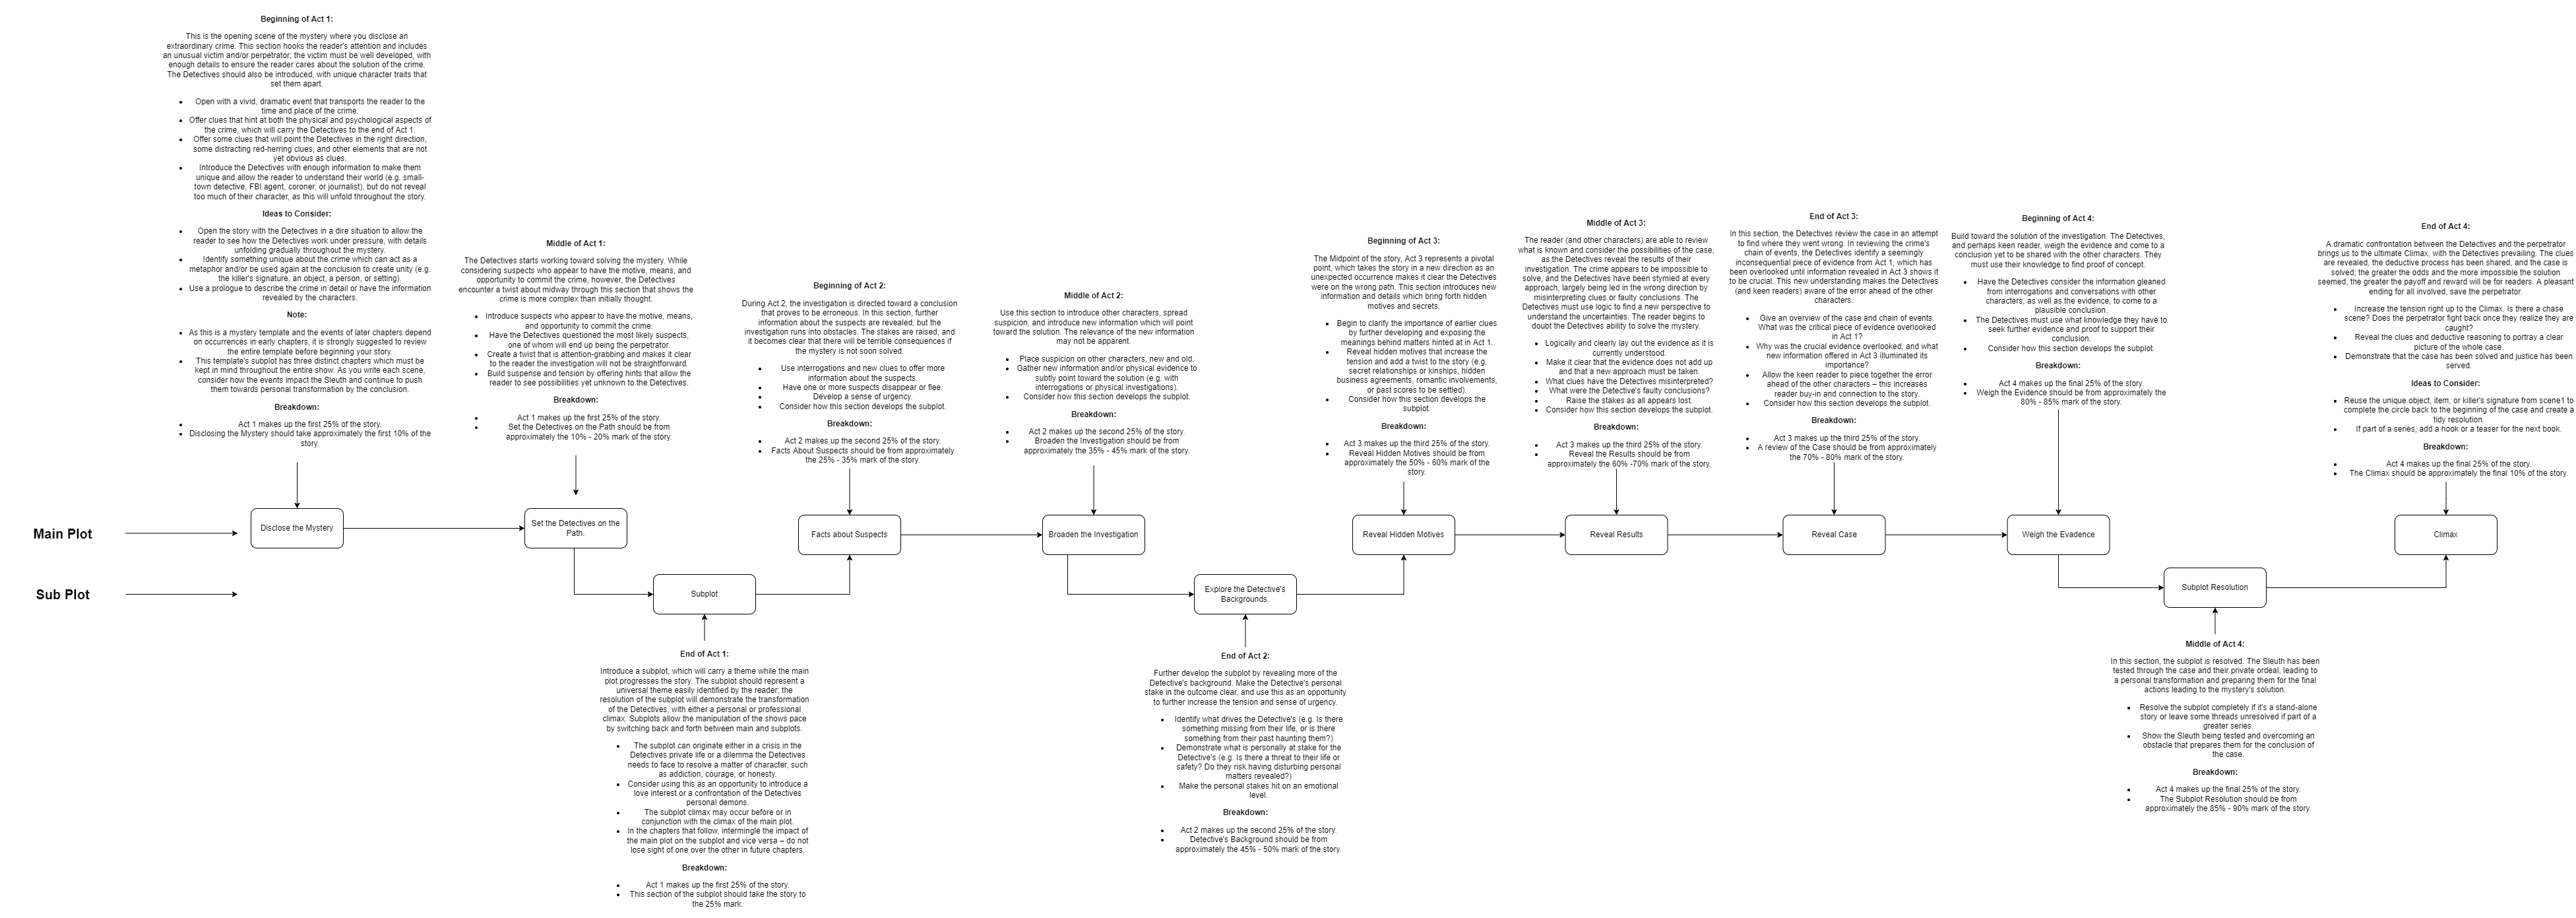 Beginning of Act 1:
This is the opening scene of the mystery where you disclose an
extraordinary crime. This section hooks the reader's attention and includes
an unusual victim and/or perpetrator; the victim must be well developed, with
enough details to ensure the reader cares about the solution of the crime.
The Detectives should also be introduced, with unique character traits that
set them apart.
Open with a vivid, dramatic event that transports the reader to the
time and place of the crime.
Offer clues that hint at both the physical and psychological aspects of
the crime, which will carry the Detectives to the end of Act 1.
Offer some clues that will point the Detectives in the right direction,
some distracting red-herring clues, and other elements that are not
yet obvious as clues.
Introduce the Detectives with enough information to make them
unique and allow the reader to understand their world (e.g. small-
town detective, FBI agent, coroner, or journalist), but do not reveal
too much of their character, as this will unfold throughout the story.
Ideas to Consider:
Open the story with the Detectives in a dire situation to allow the
reader to see how the Detectives work under pressure, with details
unfolding gradually throughout the mystery.
Identify something unique about the crime which can act as a
metaphor and/or be used again at the conclusion to create unity (e.g.
the killer's signature, an object, a person, or setting).
Use a prologue to describe the crime in detail or have the information
revealed by the characters.
Note:
As this is a mystery template and the events of later chapters depend
on occurrences in early chapters, it is strongly suggested to review
the entire template before beginning your story.
This template's subplot has three distinct chapters which must be
kept in mind throughout the entire show. As you write each scene,
consider how the events impact the Sleuth and continue to push
them towards personal transformation by the conclusion.
Breakdown:
Act 1 makes up the first 25% of the story.
Disclosing the Mystery should take approximately the first 10% of the
story.
Middle of Act 1:
The Detectives starts working toward solving the mystery. While
considering suspects who appear to have the motive, means, and
opportunity to commit the crime, however, the Detectives
encounter a twist about midway through this section that shows the
crime is more complex than initially thought.
Introduce suspects who appear to have the motive, means,
and opportunity to commit the crime.
Have the Detectives questioned the most likely suspects,
one of whom will end up being the perpetrator.
Create a twist that is attention-grabbing and makes it clear
to the reader the investigation will not be straightforward.
Build suspense and tension by offering hints that allow the
reader to see possibilities yet unknown to the Detectives.
Breakdown:
Act 1 makes up the first 25% of the story.
Set the Detectives on the Path should be from
approximately the 10% - 20% mark of the story.
Beginning of Act 2:
During Act 2, the investigation is directed toward a conclusion
that proves to be erroneous. In this section, further
information about the suspects are revealed, but the
investigation runs into obstacles. The stakes are raised, and
it becomes clear that there will be terrible consequences if
the mystery is not soon solved.
Use interrogations and new clues to offer more
information about the suspects.
Have one or more suspects disappear or flee.
Develop a sense of urgency.
Consider how this section develops the subplot.
Breakdown:
Act 2 makes up the second 25% of the story.
Facts About Suspects should be from approximately
the 25% - 35% mark of the story.
Middle of Act 2:
Use this section to introduce other characters, spread
suspicion, and introduce new information which will point
toward the solution. The relevance of the new information
may not be apparent.
Place suspicion on other characters, new and old.
Gather new information and/or physical evidence to
subtly point toward the solution (e.g. with
interrogations or physical investigations).
Consider how this section develops the subplot.
Breakdown:
Act 2 makes up the second 25% of the story.
Broaden the Investigation should be from
approximately the 35% - 45% mark of the story.
Beginning of Act 3:
The Midpoint of the story, Act 3 represents a pivotal
point, which takes the story in a new direction as an
unexpected occurrence makes it clear the Detectives
were on the wrong path. This section introduces new
information and details which bring forth hidden
motives and secrets.
Begin to clarify the importance of earlier clues
by further developing and exposing the
meanings behind matters hinted at in Act 1.
Reveal hidden motives that increase the
tension and add a twist to the story (e.g.
secret relationships or kinships, hidden
business agreements, romantic involvements,
or past scores to be settled).
Consider how this section develops the
subplot.
Breakdown:
Act 3 makes up the third 25% of the story.
Reveal Hidden Motives should be from
approximately the 50% - 60% mark of the
story.
Middle of Act 3:
The reader (and other characters) are able to review
what is known and consider the possibilities of the case,
as the Detectives reveal the results of their
investigation. The crime appears to be impossible to
solve, and the Detectives have been stymied at every
approach, largely being led in the wrong direction by
misinterpreting clues or faulty conclusions. The
Detectives must use logic to find a new perspective to
understand the uncertainties. The reader begins to
doubt the Detectives ability to solve the mystery.
Logically and clearly lay out the evidence as it is
currently understood.
Make it clear that the evidence does not add up
and that a new approach must be taken.
What clues have the Detectives misinterpreted?
What were the Detective's faulty conclusions?
Raise the stakes as all appears lost.
Consider how this section develops the subplot.
Breakdown:
Act 3 makes up the third 25% of the story.
Reveal the Results should be from
approximately the 60% -70% mark of the story.
End of Act 3:
In this section, the Detectives review the case in an attempt
to find where they went wrong. In reviewing the crime's
chain of events, the Detectives identify a seemingly
inconsequential piece of evidence from Act 1, which has
been overlooked until information revealed in Act 3 shows it
to be crucial. This new understanding makes the Detectives
(and keen readers) aware of the error ahead of the other
characters.
Give an overview of the case and chain of events.
What was the critical piece of evidence overlooked
in Act 1?
Why was the crucial evidence overlooked, and what
new information offered in Act 3 illuminated its
importance?
Allow the keen reader to piece together the error
ahead of the other characters – this increases
reader buy-in and connection to the story.
Consider how this section develops the subplot.
Breakdown:
Act 3 makes up the third 25% of the story.
A review of the Case should be from approximately
the 70% - 80% mark of the story.
Beginning of Act 4:
Build toward the solution of the investigation. The Detectives,
and perhaps keen reader, weigh the evidence and come to a
conclusion yet to be shared with the other characters. They
must use their knowledge to find proof of concept.
Have the Detectives consider the information gleaned
from interrogations and conversations with other
characters, as well as the evidence, to come to a
plausible conclusion.
The Detectives must use what knowledge they have to
seek further evidence and proof to support their
conclusion.
Consider how this section develops the subplot.
Breakdown:
Act 4 makes up the final 25% of the story.
Weigh the Evidence should be from approximately the
80% - 85% mark of the story.
End of Act 4:
A dramatic confrontation between the Detectives and the perpetrator
brings us to the ultimate Climax, with the Detectives prevailing. The clues
are revealed, the deductive process has been shared, and the case is
solved; the greater the odds and the more impossible the solution
seemed, the greater the payoff and reward will be for readers. A pleasant
ending for all involved, save the perpetrator.
Increase the tension right up to the Climax. Is there a chase
scene? Does the perpetrator fight back once they realize they are
caught?
Reveal the clues and deductive reasoning to portray a clear
picture of the whole case.
Demonstrate that the case has been solved and justice has been
served.
Ideas to Consider:
Reuse the unique object, item, or killer's signature from scene1 to
complete the circle back to the beginning of the case and create a
tidy resolution.
If part of a series, add a hook or a teaser for the next book.
Breakdown:
Act 4 makes up the final 25% of the story.
The Climax should be approximately the final 10% of the story.
Main Plot
Disclose the Mystery
Set the Detectives on the
Path.
Facts about Suspects
Broaden the Investigation
Reveal Hidden Motives
Reveal Results
Reveal Case
Weigh the Evadence
Climax
Sub Plot
Subplot
Explore the Detective's
Backgrounds.
Subplot Resolution
End of Act 1:
Introduce a subplot, which will carry a theme while the main
plot progresses the story. The subplot should represent a
universal theme easily identified by the reader; the
resolution of the subplot will demonstrate the transformation
of the Detectives, with either a personal or professional
climax. Subplots allow the manipulation of the shows pace
by switching back and forth between main and subplots.
The subplot can originate either in a crisis in the
Detectives private life or a dilemma the Detectives
needs to face to resolve a matter of character, such
as addiction, courage, or honesty.
Consider using this as an opportunity to introduce a
love interest or a confrontation of the Detectives
personal demons.
The subplot climax may occur before or in
conjunction with the climax of the main plot.
In the chapters that follow, intermingle the impact of
the main plot on the subplot and vice versa – do not
lose sight of one over the other in future chapters.
Breakdown:
Act 1 makes up the first 25% of the story.
This section of the subplot should take the story to
the 25% mark.
End of Act 2:
Further develop the subplot by revealing more of the
Detective's background. Make the Detective's personal
stake in the outcome clear, and use this as an opportunity
to further increase the tension and sense of urgency.
Identify what drives the Detective's (e.g. Is there
something missing from their life, or is there
something from their past haunting them?)
Demonstrate what is personally at stake for the
Detective's (e.g. Is there a threat to their life or
safety? Do they risk having disturbing personal
matters revealed?)
Make the personal stakes hit on an emotional
level.
Breakdown:
Act 2 makes up the second 25% of the story.
Detective's Background should be from
approximately the 45% - 50% mark of the story.
Middle of Act 4:
In this section, the subplot is resolved. The Sleuth has been
tested through the case and their private ordeal, leading to
a personal transformation and preparing them for the final
actions leading to the mystery's solution.
Resolve the subplot completely if it's a stand-alone
story or leave some threads unresolved if part of a
greater series.
Show the Sleuth being tested and overcoming an
obstacle that prepares them for the conclusion of
the case.
Breakdown:
Act 4 makes up the final 25% of the story.
The Subplot Resolution should be from
approximately the 85% - 90% mark of the story.